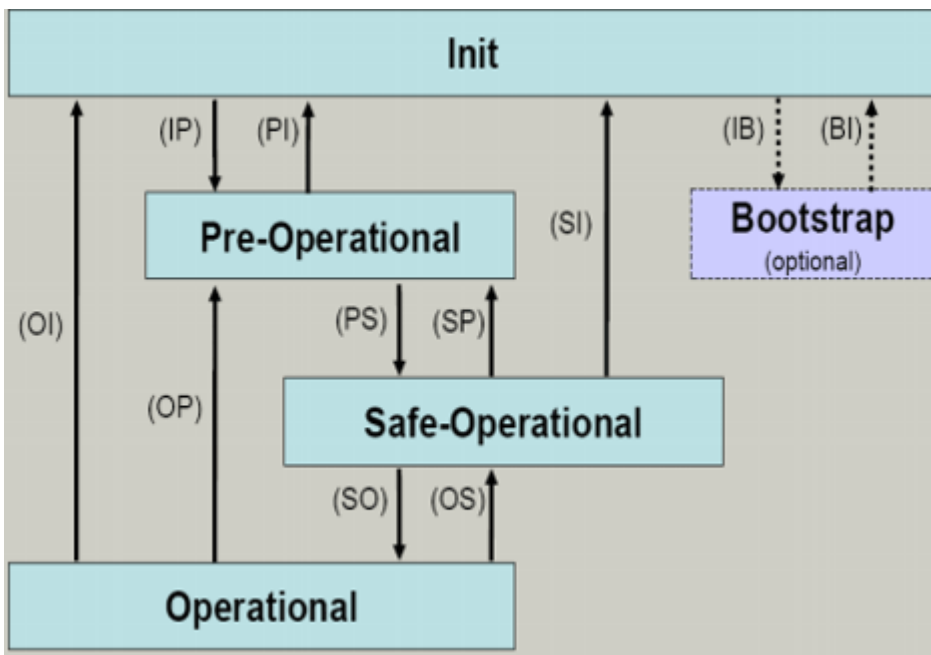 Init
(IP)
(PI)
(IB)
(BI)
Pre-Operational
(SI)
Bootstrap
(optional)
(OI)
(PS)
(SP)
(OP)
Safe-Operational
(SO)
(OS)
Operational